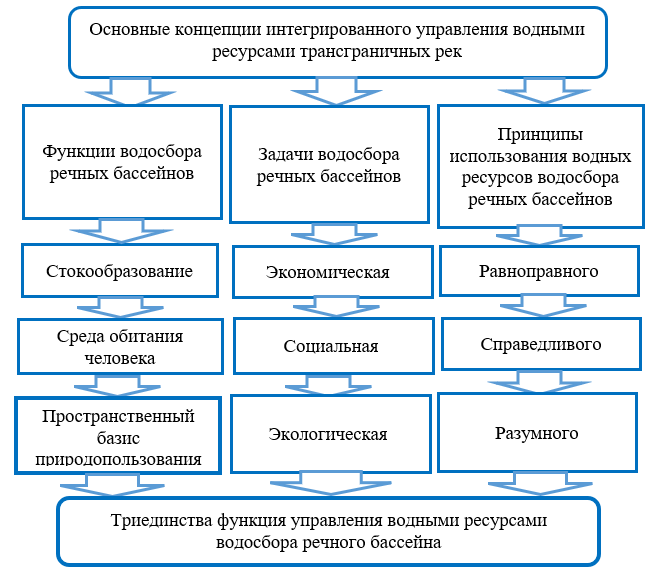 Основные концепции интегрированного управления водными
ресурсами трансграничных рек
Функции водосбора
речных бассейнов
Задачи водосбора
речных бассейнов
Принципы
использования водных
ресурсов водосбора
речных бассейнов
Стокообразование
Экономическая
Равноправного
Среда обитания
человека
Социальная
Справедливого
Пространственный
базис
природопользования
Экологическая
Разумного
Триединства функция управления водными ресурсами
водосбора речного бассейна